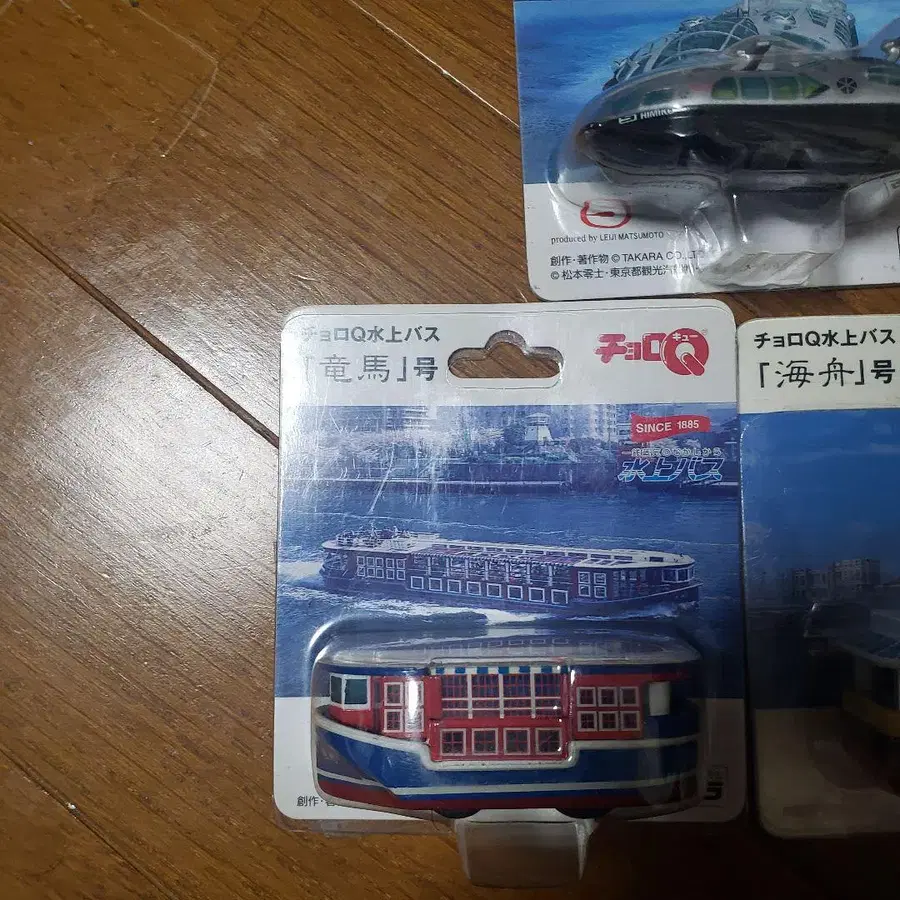 HIMIKO
produced by LEIJI MATSUMOTO
創作・著作物 © TAKARA CO.,LTD
© 松本零士・東京都観光汽船
チョロQ水上バス
「竜馬」号
チョロQ
キュー
SINCE 1885
水上バス
創作・
チョロQ水上バス
「海舟」号